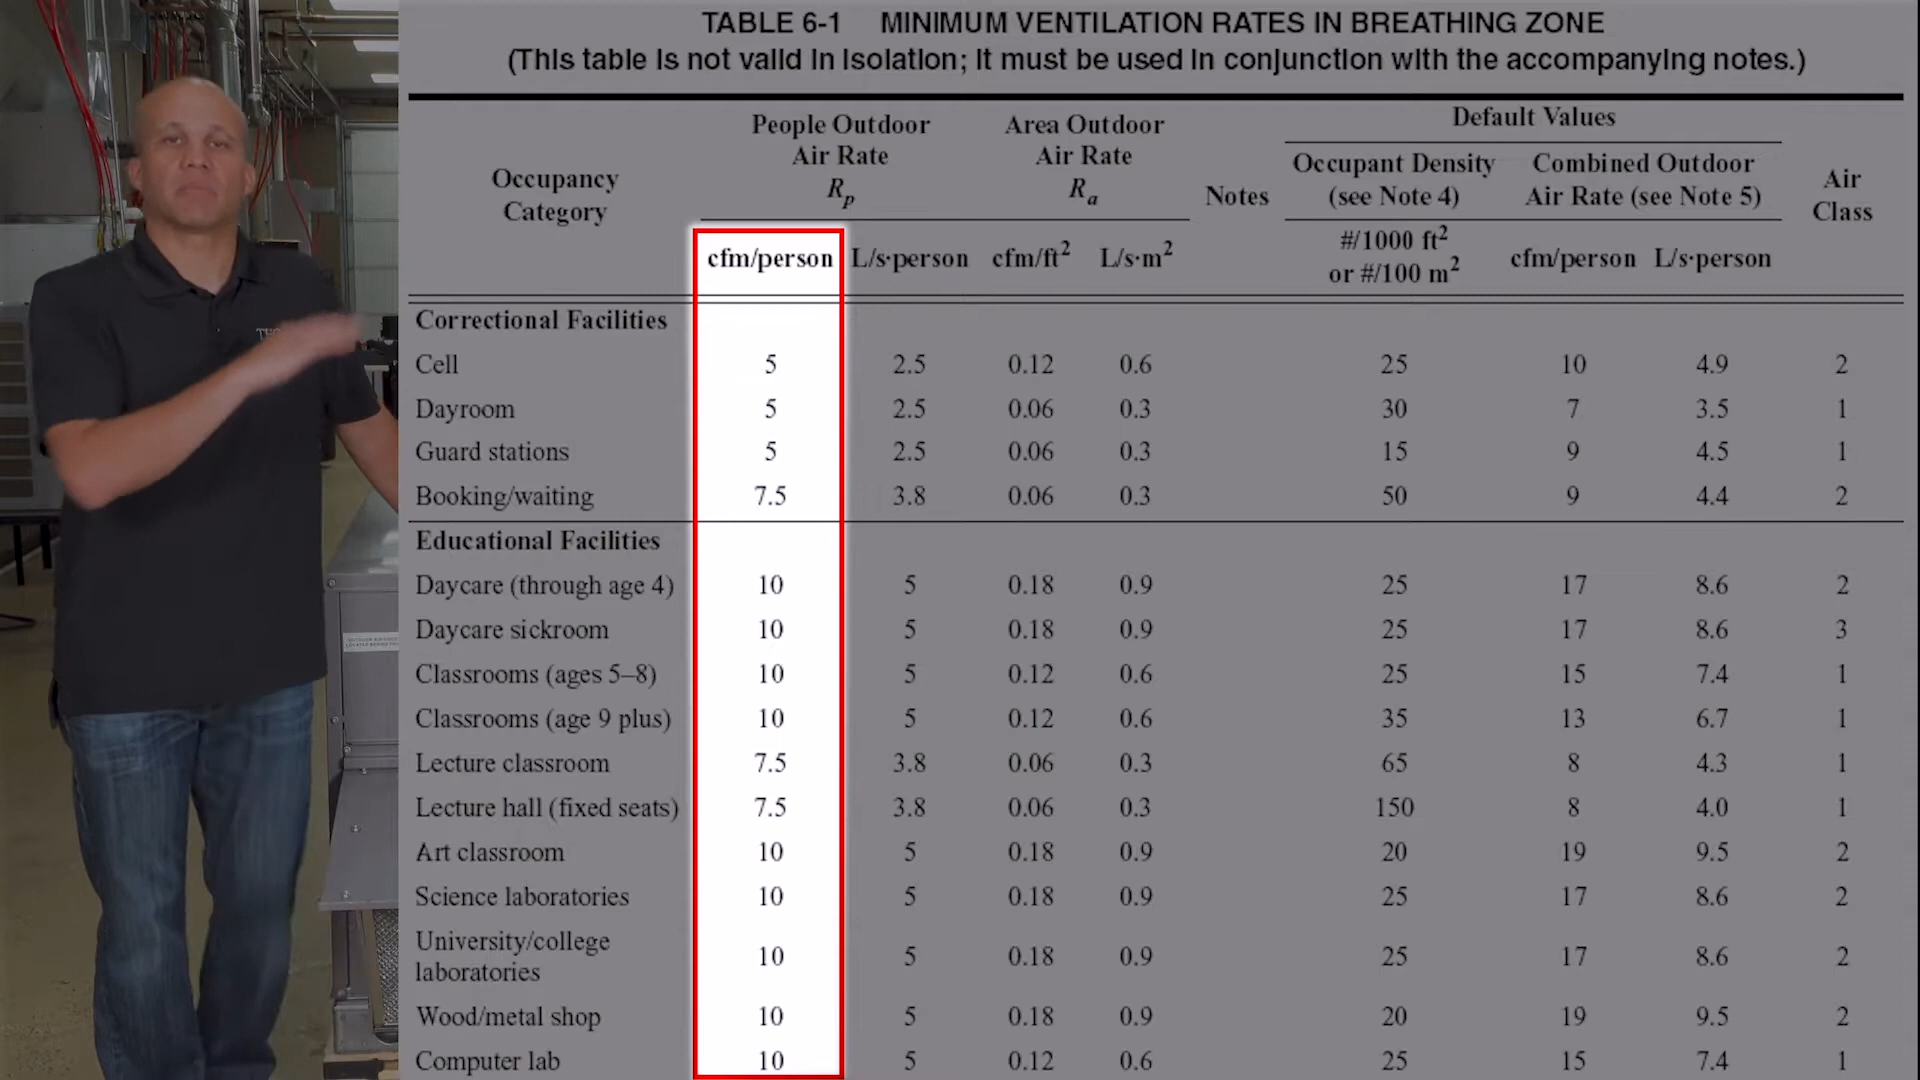 TABLE 6-1 MINIMUM VENTILATION RATES IN BREATHING ZONE
(This table is not valid in isolation; it must be used in conjunction with the accompanying notes.)
Occupancy Category
People Outdoor Air Rate Rp
Area Outdoor Air Rate Ra
Notes
Default Values
Occupant Density (see Note 4)
Combined Outdoor Air Rate (see Note 5)
Air Class
cfm/person L/s·person cfm/ft² L/s·m² #/1000 ft² or #/100 m² cfm/person L/s·person
Correctional Facilities
Cell 5 2.5 0.12 0.6 25 10 4.9 2
Dayroom 5 2.5 0.06 0.3 30 7 3.5 1
Guard stations 5 2.5 0.06 0.3 15 9 4.5 1
Booking/waiting 7.5 3.8 0.06 0.3 50 9 4.4 2
Educational Facilities
Daycare (through age 4) 10 5 0.18 0.9 25 17 8.6 2
Daycare sickroom 10 5 0.18 0.9 25 17 8.6 3
Classrooms (ages 5–8) 10 5 0.12 0.6 25 15 7.4 1
Classrooms (age 9 plus) 10 5 0.12 0.6 35 13 6.7 1
Lecture classroom 7.5 3.8 0.06 0.3 65 8 4.3 1
Lecture hall (fixed seats) 7.5 3.8 0.06 0.3 150 8 4.0 1
Art classroom 10 5 0.18 0.9 20 19 9.5 2
Science laboratories 10 5 0.18 0.9 25 17 8.6 2
University/college laboratories 10 5 0.18 0.9 25 17 8.6 2
Wood/metal shop 10 5 0.18 0.9 20 19 9.5 2
Computer lab 10 5 0.12 0.6 25 15 7.4 1